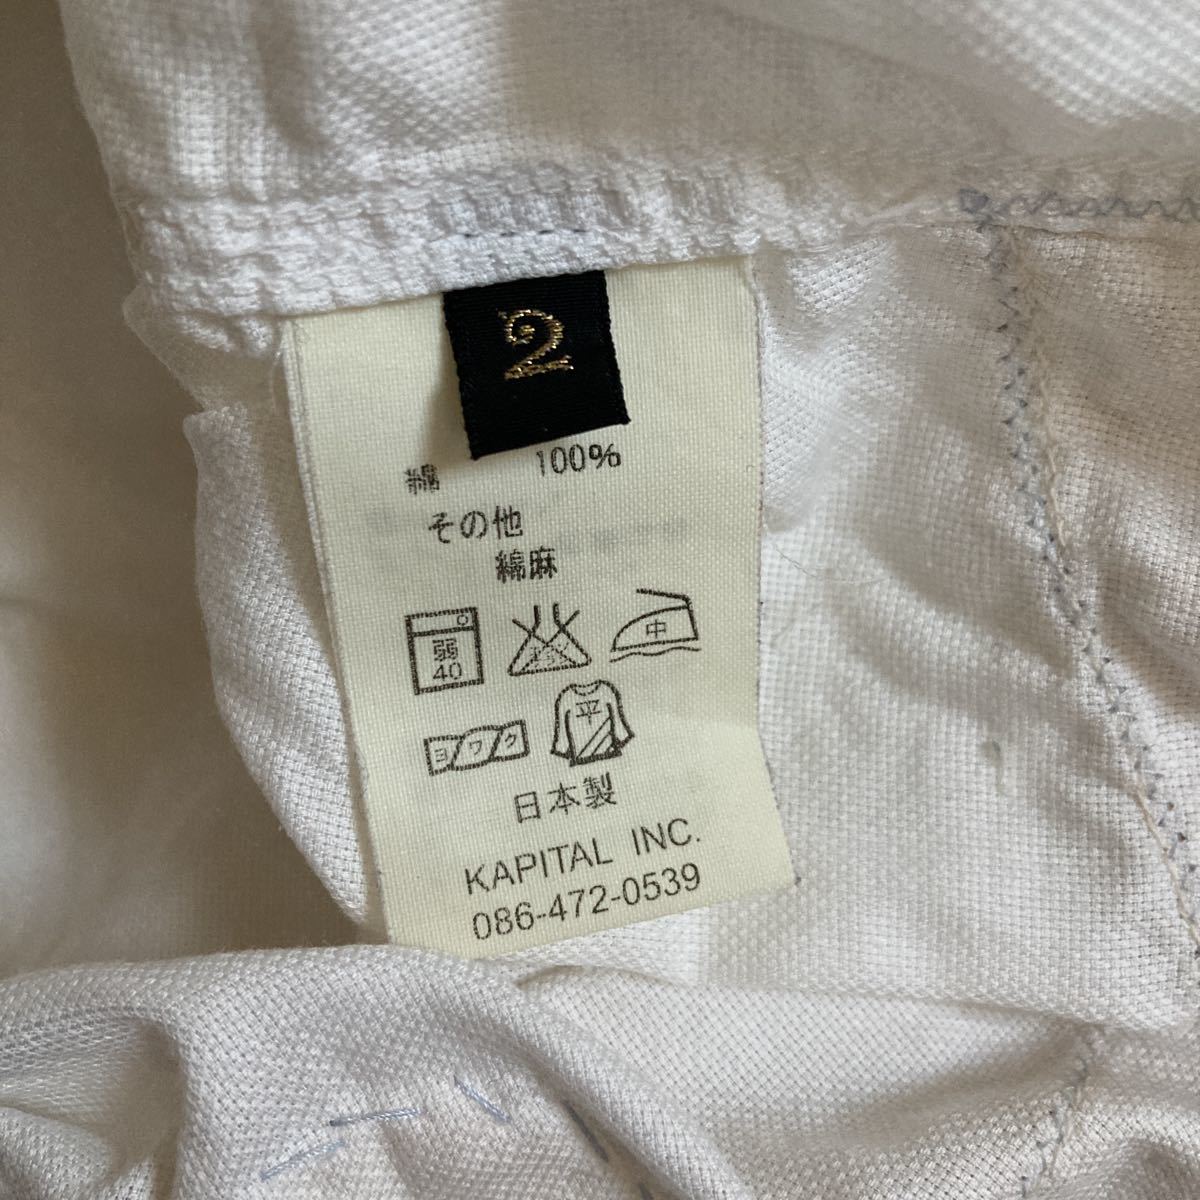 2
綿 100%
その他
綿麻
弱
40
中
ヨワク
平
日本製
KAPITAL INC.
086-472-0539